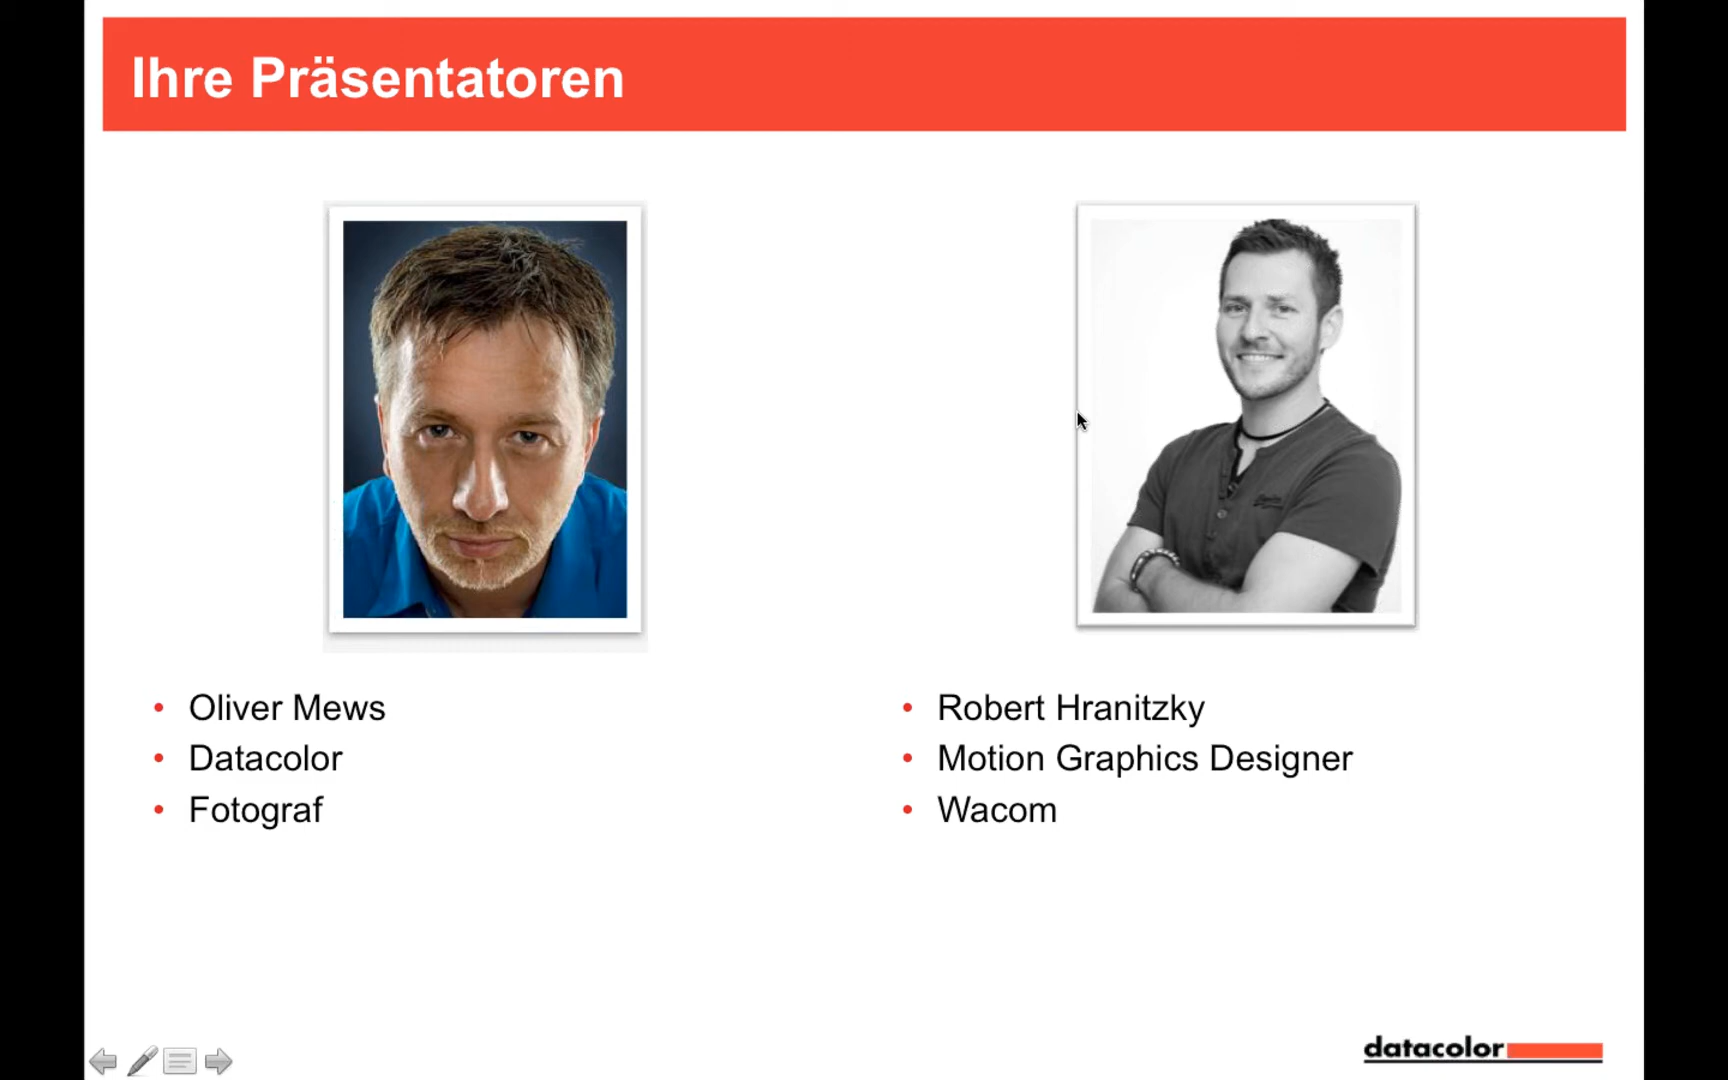 Ihre Präsentatoren
Oliver Mews
Datacolor
Fotograf
Robert Hranitzky
Motion Graphics Designer
Wacom
datacolor